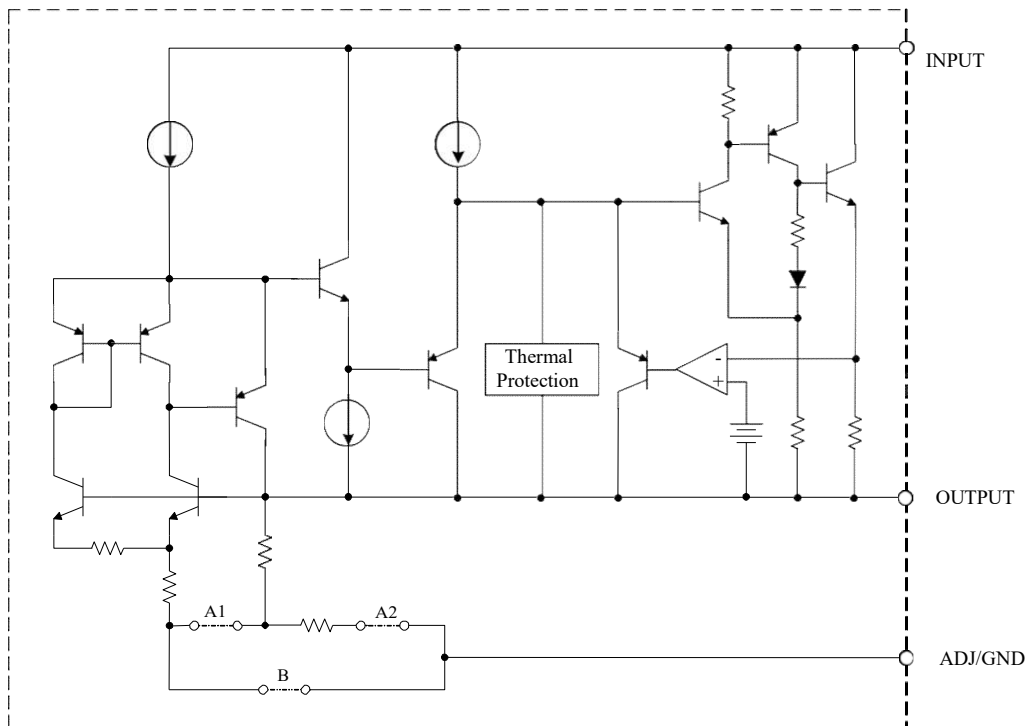 INPUT
Thermal
Protection
-
+
OUTPUT
A1
A2
ADJ/GND
B